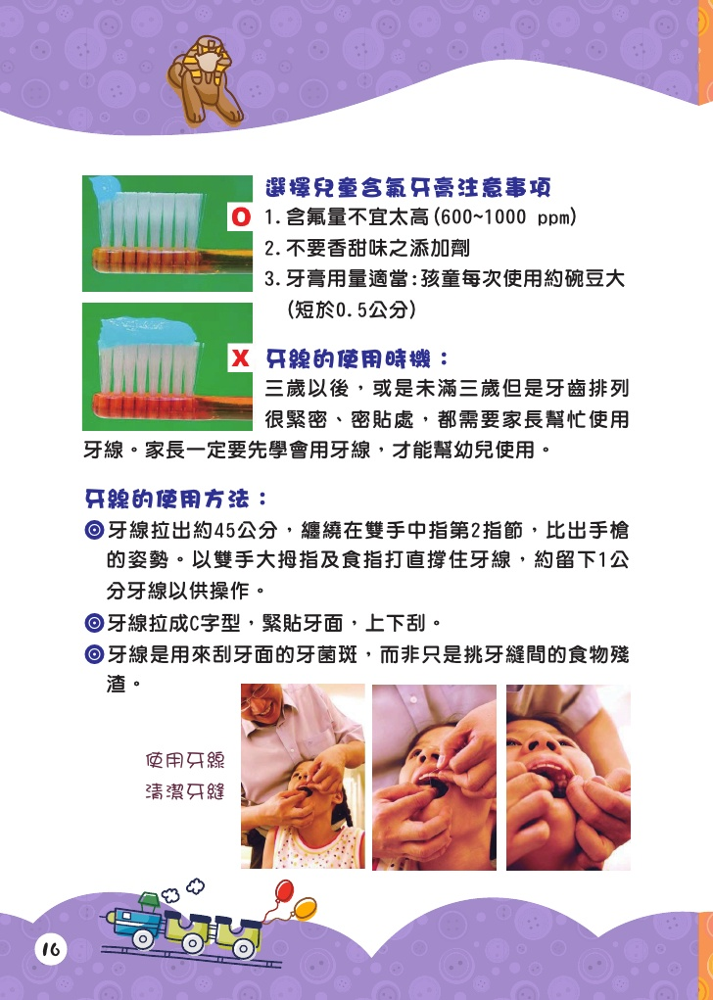 選擇兒童含氟牙膏注意事項
O
1.含氟量不宜太高(600~1000 ppm)
2.不要香甜味之添加劑
3.牙膏用量適當:孩童每次使用約碗豆大
(短於0.5公分)
X
牙線的使用時機：
三歲以後，或是未滿三歲但是牙齒排列
很緊密、密貼處，都需要家長幫忙使用
牙線。家長一定要先學會用牙線，才能幫幼兒使用。
牙線的使用方法：
◎牙線拉出約45公分，纏繞在雙手中指第2指節，比出手槍
的姿勢。以雙手大拇指及食指打直撐住牙線，約留下1公
分牙線以供操作。
◎牙線拉成C字型，緊貼牙面，上下刮。
◎牙線是用來刮牙面的牙菌斑，而非只是挑牙縫間的食物殘
渣。
使用牙線
清潔牙縫
16